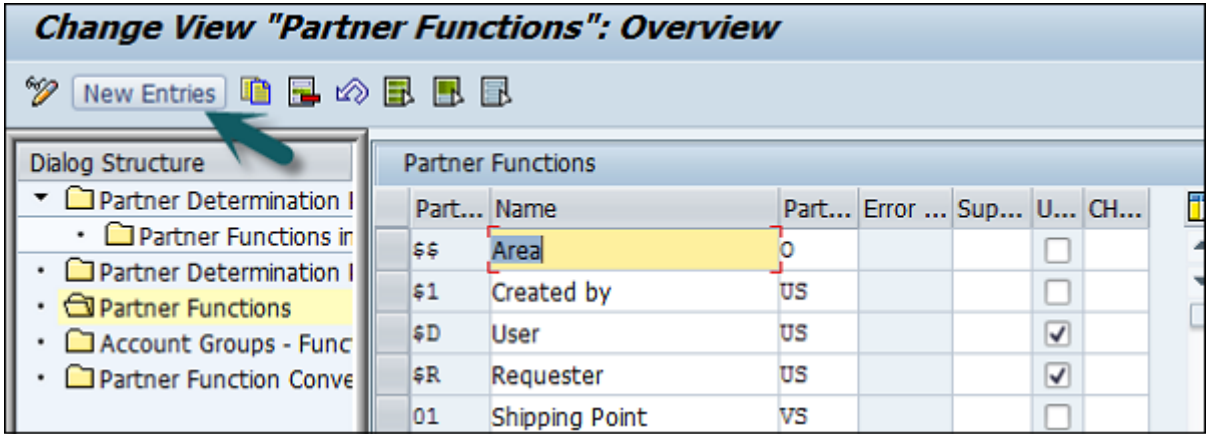 Change View "Partner Functions": Overview
New Entries
Dialog Structure
Partner Determination
Partner Functions in
Partner Determination
Partner Functions
Account Groups - Func
Partner Function Conve
Partner Functions
Part... Name Part... Error ... Sup... U... CH...
$$ Area O
$1 Created by US
$D User US
$R Requester US
01 Shipping Point VS